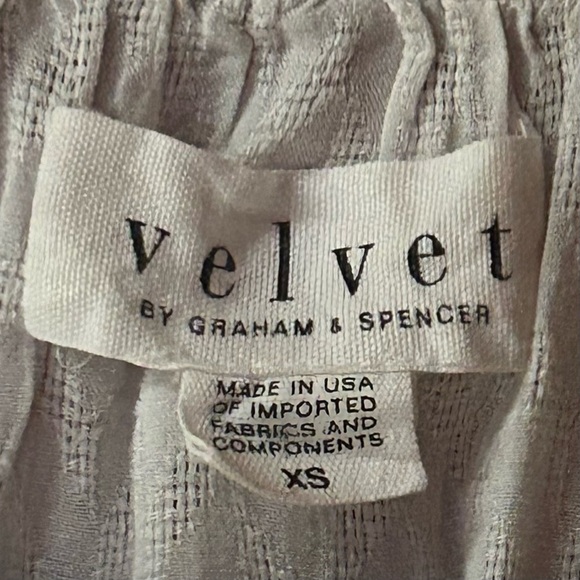 velvet
BY GRAHAM & SPENCER
MADE IN USA
OF IMPORTED
FABRICS AND
COMPONENTS
XS